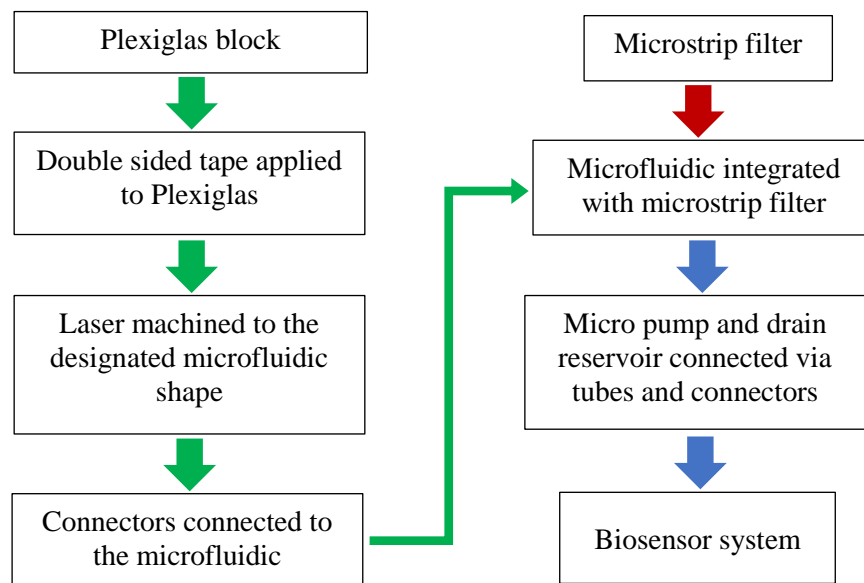 Plexiglas block
Double sided tape applied
to Plexiglas
Laser machined to the
designated microfluidic
shape
Connectors connected to
the microfluidic
Microstrip filter
Microfluidic integrated
with microstrip filter
Micro pump and drain
reservoir connected via
tubes and connectors
Biosensor system